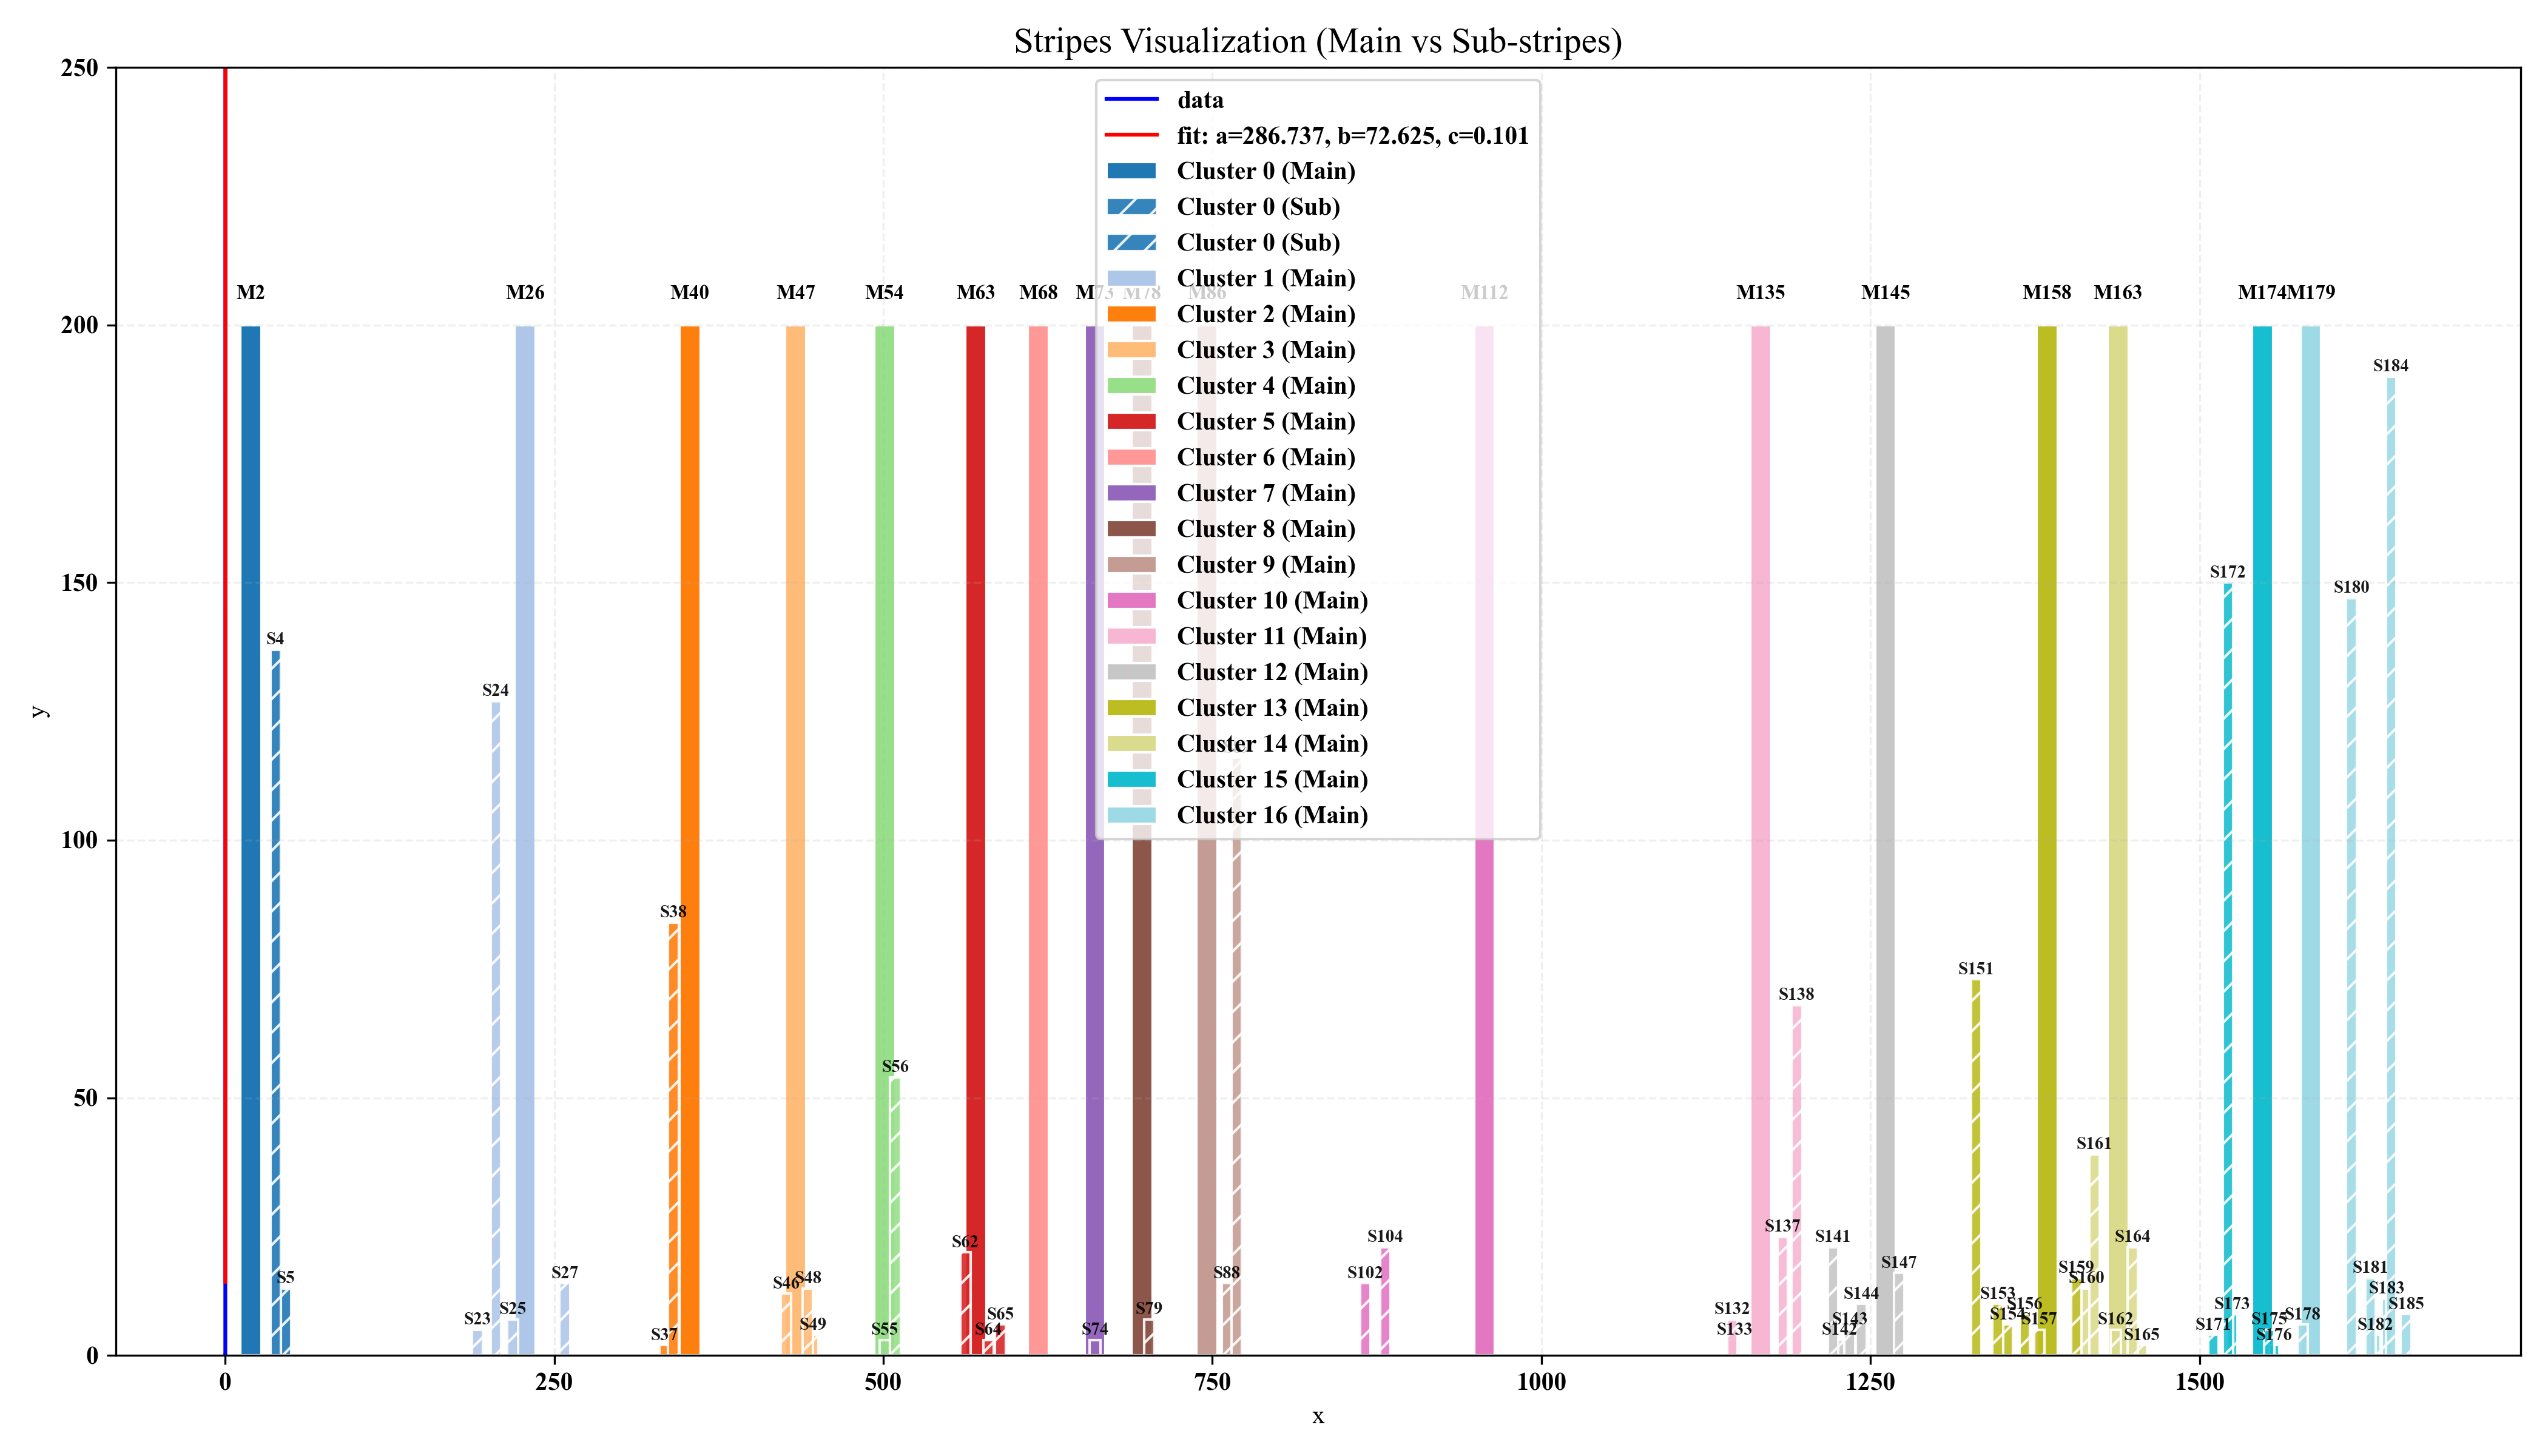 Stripes Visualization (Main vs Sub-stripes)
250
200
150
100
50
0
y
data
fit: a=286.737, b=72.625, c=0.101
Cluster 0 (Main)
Cluster 0 (Sub)
Cluster 0 (Sub)
Cluster 1 (Main)
Cluster 2 (Main)
Cluster 3 (Main)
Cluster 4 (Main)
Cluster 5 (Main)
Cluster 6 (Main)
Cluster 7 (Main)
Cluster 8 (Main)
Cluster 9 (Main)
Cluster 10 (Main)
Cluster 11 (Main)
Cluster 12 (Main)
Cluster 13 (Main)
Cluster 14 (Main)
Cluster 15 (Main)
Cluster 16 (Main)
M2 M26 M40 M47 M54 M63 M68 M73 M78 M86 M112 M135 M145 M158 M163 M174 M179
S184
S172
S180
S4
S24
S38
S151
S138
S56
S161
S137
S62 S104 S141 S164
S147
S5 S27 S46 S48 S88 S102 S159 S181
S160
S144 S153 S183
S25 S79 S132 S156 S173 S185
S65 S154 S178
S23 S49 S143 S157 S162 S175
S55 S64 S74 S133 S142 S171 S182
S37 S165 S176
0 250 500 750 1000 1250 1500
x